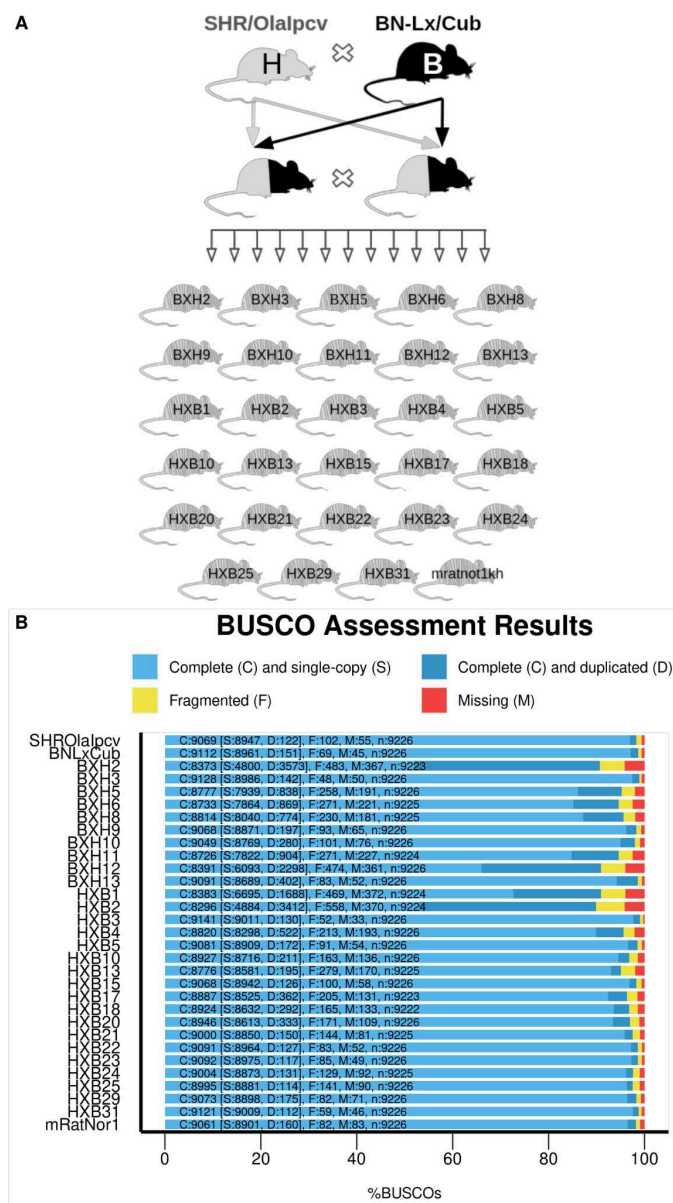 A
SHR/Olalpcv BN-Lx/Cub
H B
BXH2 BXH3 BXH5 BXH6 BXH8
BXH9 BXH10 BXH11 BXH12 BXH13
HXB1 HXB2 HXB3 HXB4 HXB5
HXB10 HXB13 HXB15 HXB17 HXB18
HXB20 HXB21 HXB22 HXB23 HXB24
HXB25 HXB29 HXB31 mratnot1kh
B
BUSCO Assessment Results
Complete (C) and single-copy (S) Complete (C) and duplicated (D)
Fragmented (F) Missing (M)
SHROlalpcv C:9069 [S:8947, D:122], F:102, M:55, n:9226
BNLxCub C:9112 [S:8961, D:151], F:69, M:45, n:9226
BXH2 C:8373 [S:4800, D:3573], F:483, M:367, n:9223
BXH3 C:9128 [S:8986, D:142], F:48, M:50, n:9226
BXH5 C:8777 [S:7939, D:838], F:258, M:191, n:9226
BXH6 C:8733 [S:7864, D:869], F:271, M:221, n:9225
BXH8 C:8814 [S:8040, D:774], F:230, M:181, n:9225
BXH9 C:9068 [S:8871, D:197], F:93, M:65, n:9226
BXH10 C:9049 [S:8769, D:280], F:101, M:76, n:9226
BXH11 C:8726 [S:7822, D:904], F:271, M:227, n:9224
BXH12 C:8391 [S:6093, D:2298], F:474, M:361, n:9226
BXH13 C:9091 [S:8689, D:402], F:83, M:52, n:9226
HXB1 C:8383 [S:6695, D:1688], F:469, M:372, n:9224
HXB2 C:8296 [S:4884, D:3412], F:558, M:370, n:9224
HXB3 C:9141 [S:9011, D:130], F:52, M:33, n:9226
HXB4 C:8820 [S:8298, D:522], F:213, M:193, n:9226
HXB5 C:9081 [S:8909, D:172], F:91, M:54, n:9226
HXB10 C:8927 [S:8716, D:211], F:163, M:136, n:9226
HXB13 C:8776 [S:8581, D:195], F:279, M:170, n:9225
HXB15 C:9068 [S:8942, D:126], F:100, M:58, n:9226
HXB17 C:8887 [S:8525, D:362], F:205, M:131, n:9223
HXB18 C:8924 [S:8632, D:292], F:165, M:133, n:9222
HXB20 C:8946 [S:8613, D:333], F:171, M:109, n:9226
HXB21 C:9000 [S:8850, D:150], F:144, M:81, n:9225
HXB22 C:9091 [S:8964, D:127], F:83, M:52, n:9226
HXB23 C:9092 [S:8975, D:117], F:85, M:49, n:9226
HXB24 C:9004 [S:8873, D:131], F:129, M:92, n:9225
HXB25 C:8995 [S:8881, D:114], F:141, M:90, n:9226
HXB29 C:9073 [S:8898, D:175], F:82, M:71, n:9226
HXB31 C:9121 [S:9009, D:112], F:59, M:46, n:9226
mRatNor1 C:9061 [S:8901, D:160], F:82, M:83, n:9226
0 20 40 60 80 100
%BUSCOs